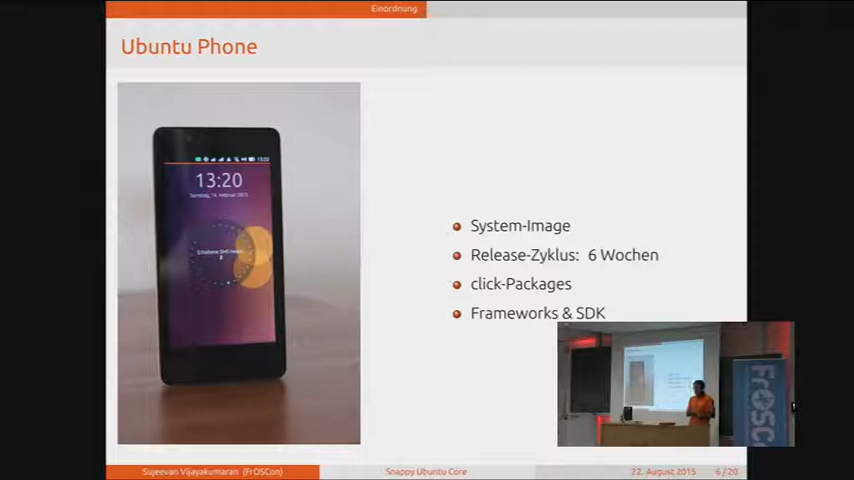 Einordnung
Ubuntu Phone
13:20
System-Image
Release-Zyklus: 6 Wochen
click-Packages
Frameworks & SDK
FrOSCon
Sujeevan Vijayakumaran (FrOSCon)
Snappy Ubuntu Core
22. August 2015
6 / 20